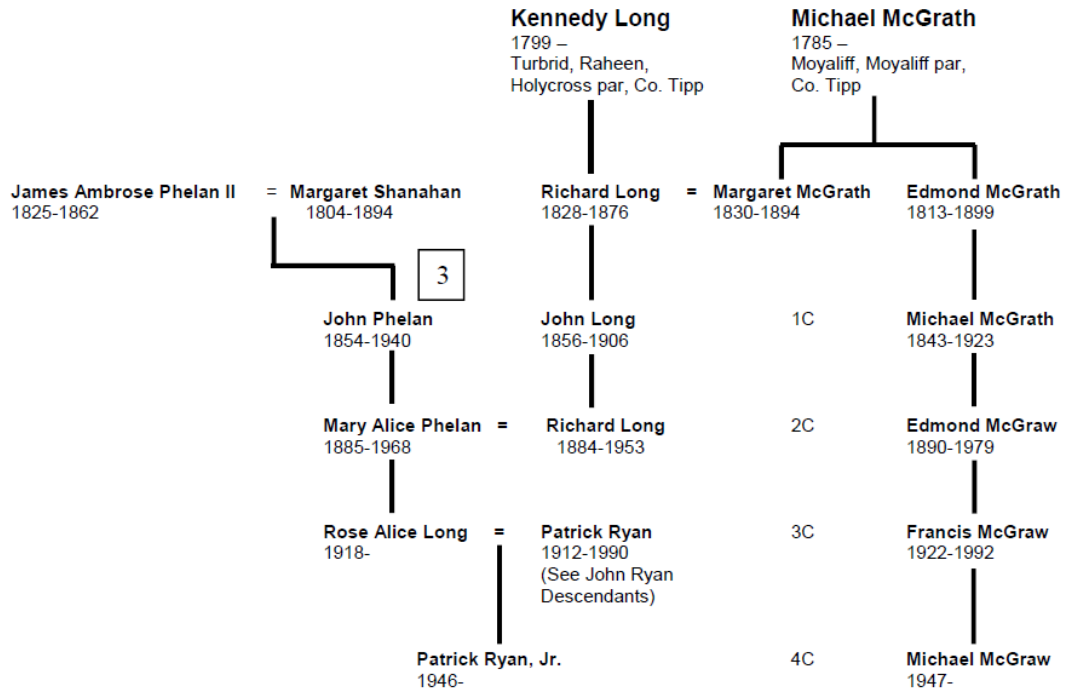 Kennedy Long
1799 –
Turbrid, Raheen,
Holycross par, Co. Tipp
Michael McGrath
1785 –
Moyaliff, Moyaliff par,
Co. Tipp
James Ambrose Phelan II = Margaret Shanahan
1825-1862 1804-1894
Richard Long = Margaret McGrath Edmond McGrath
1828-1876 1830-1894 1813-1899
3
John Phelan John Long 1C Michael McGrath
1854-1940 1856-1906 1843-1923
Mary Alice Phelan = Richard Long 2C Edmond McGraw
1885-1968 1884-1953 1890-1979
Rose Alice Long = Patrick Ryan 3C Francis McGraw
1918- 1912-1990 1922-1992
(See John Ryan
Descendants)
Patrick Ryan, Jr. 4C Michael McGraw
1946- 1947-